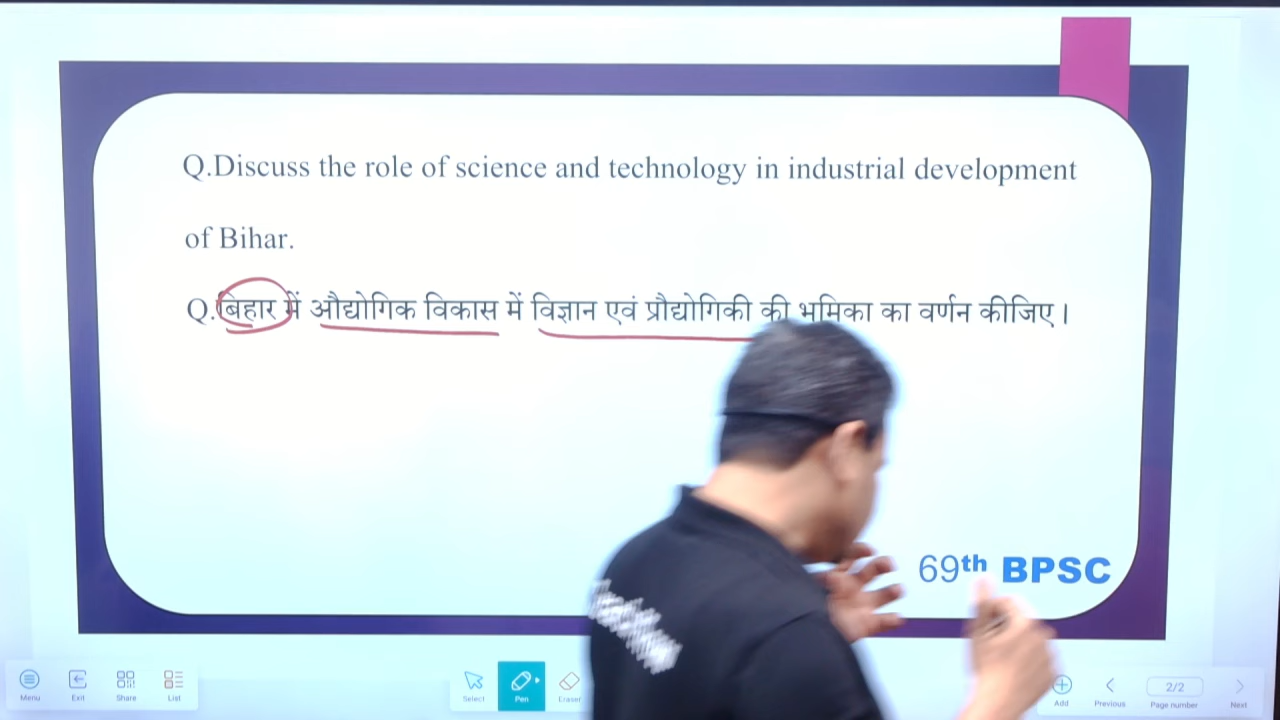 Q.Discuss the role of science and technology in industrial development
of Bihar.
Q.बिहार में औद्योगिक विकास में विज्ञान एवं प्रौद्योगिकी की भूमिका का वर्णन कीजिए ।
69th BPSC
Menu
Exit
Share
List
Select
Pen
Eraser
Add
Previous
2/2
Page number
Next